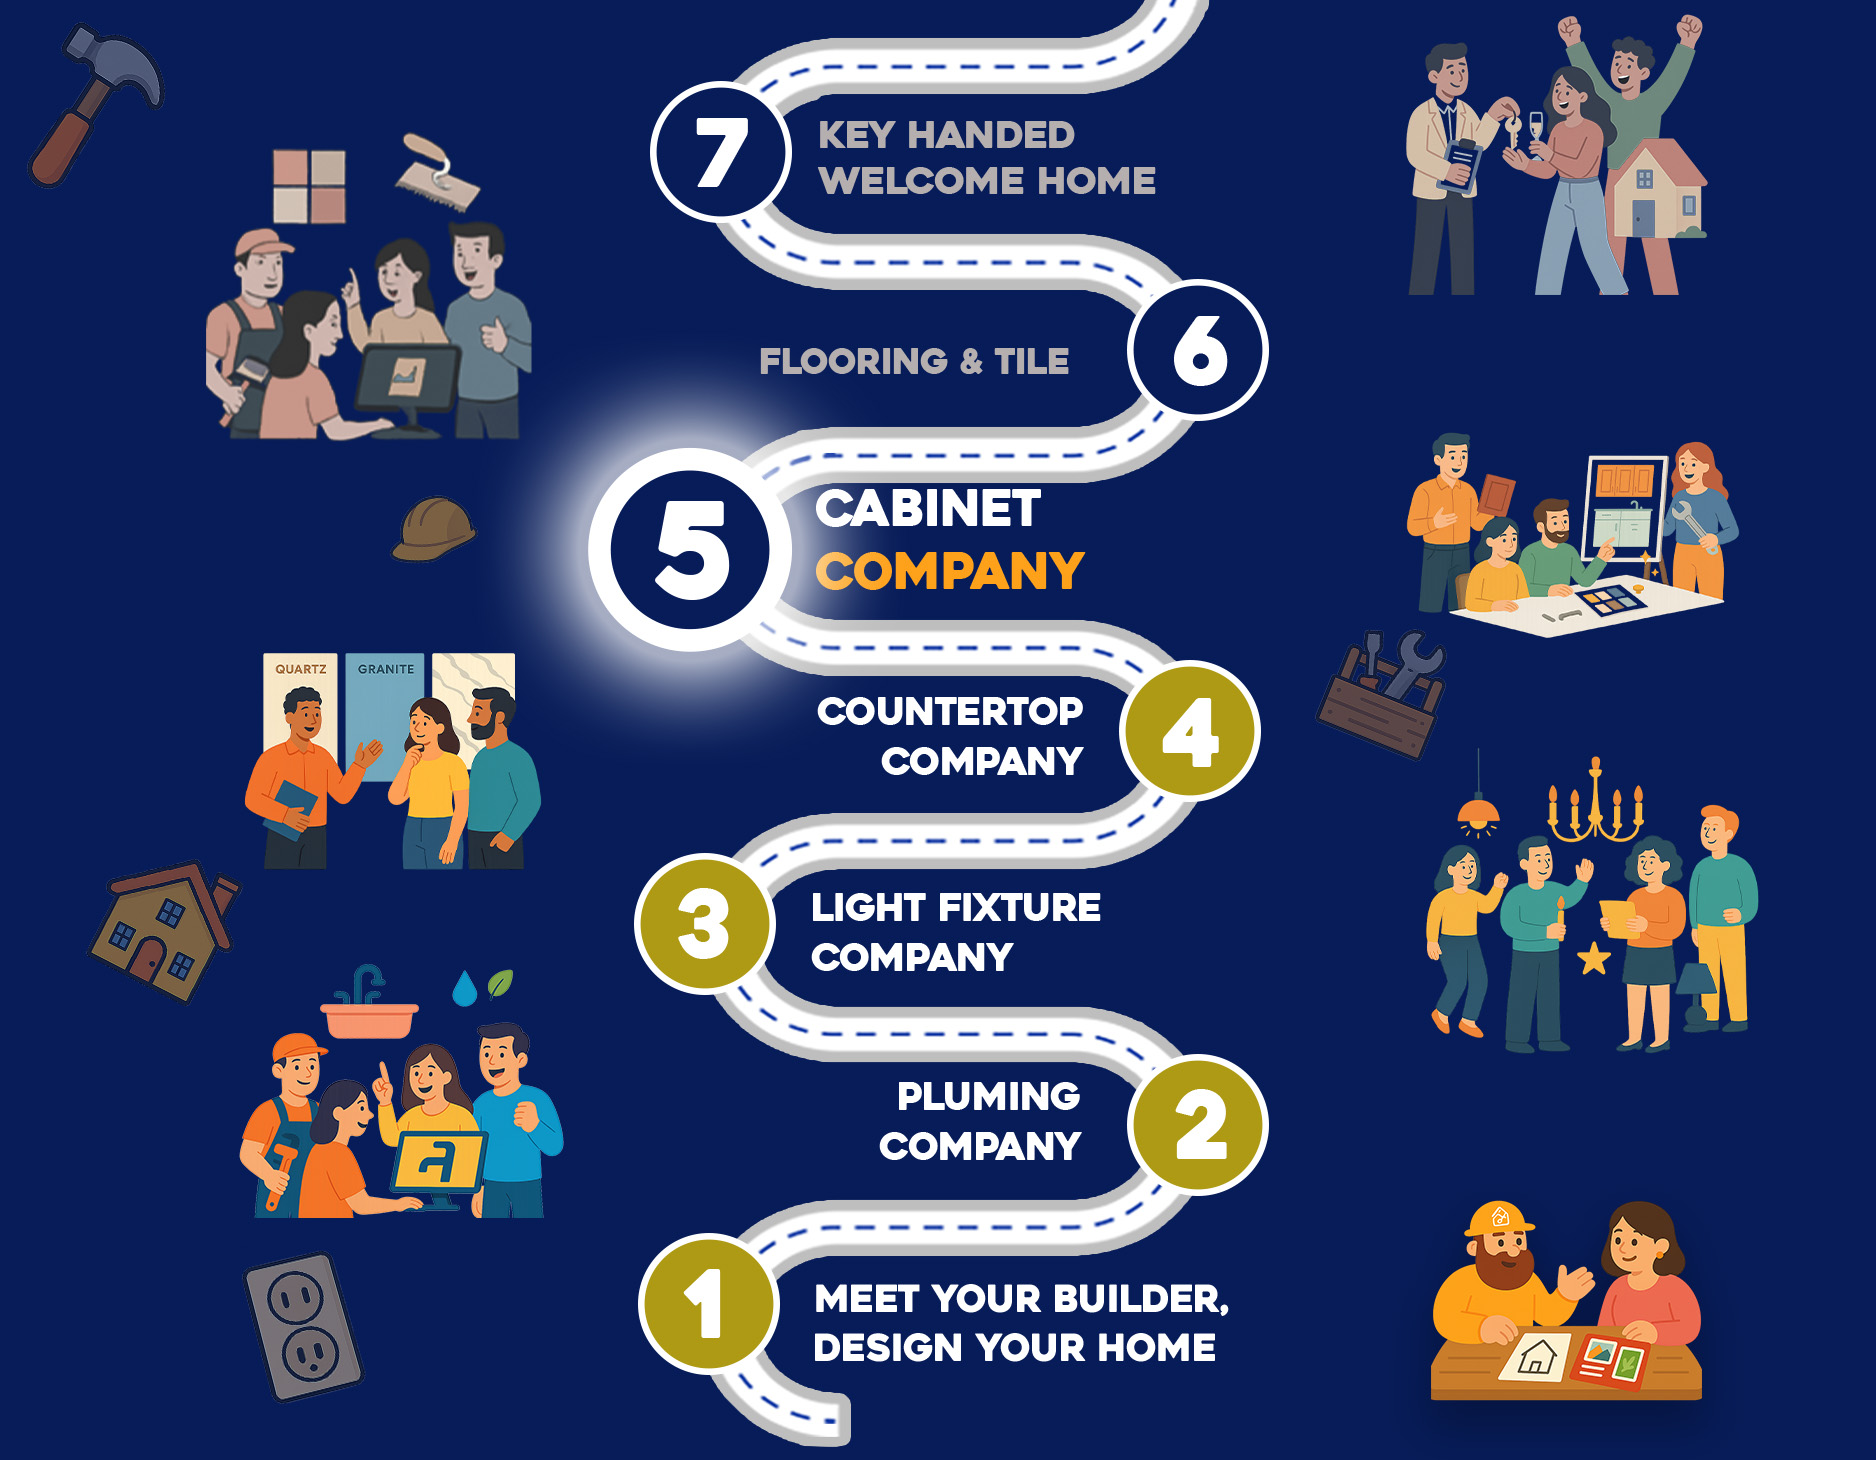 7
KEY HANDED
WELCOME HOME
6
FLOORING & TILE
5
CABINET
COMPANY
QUARTZ
GRANITE
4
COUNTERTOP
COMPANY
3
LIGHT FIXTURE
COMPANY
2
PLUMING
COMPANY
a
1
MEET YOUR BUILDER,
DESIGN YOUR HOME